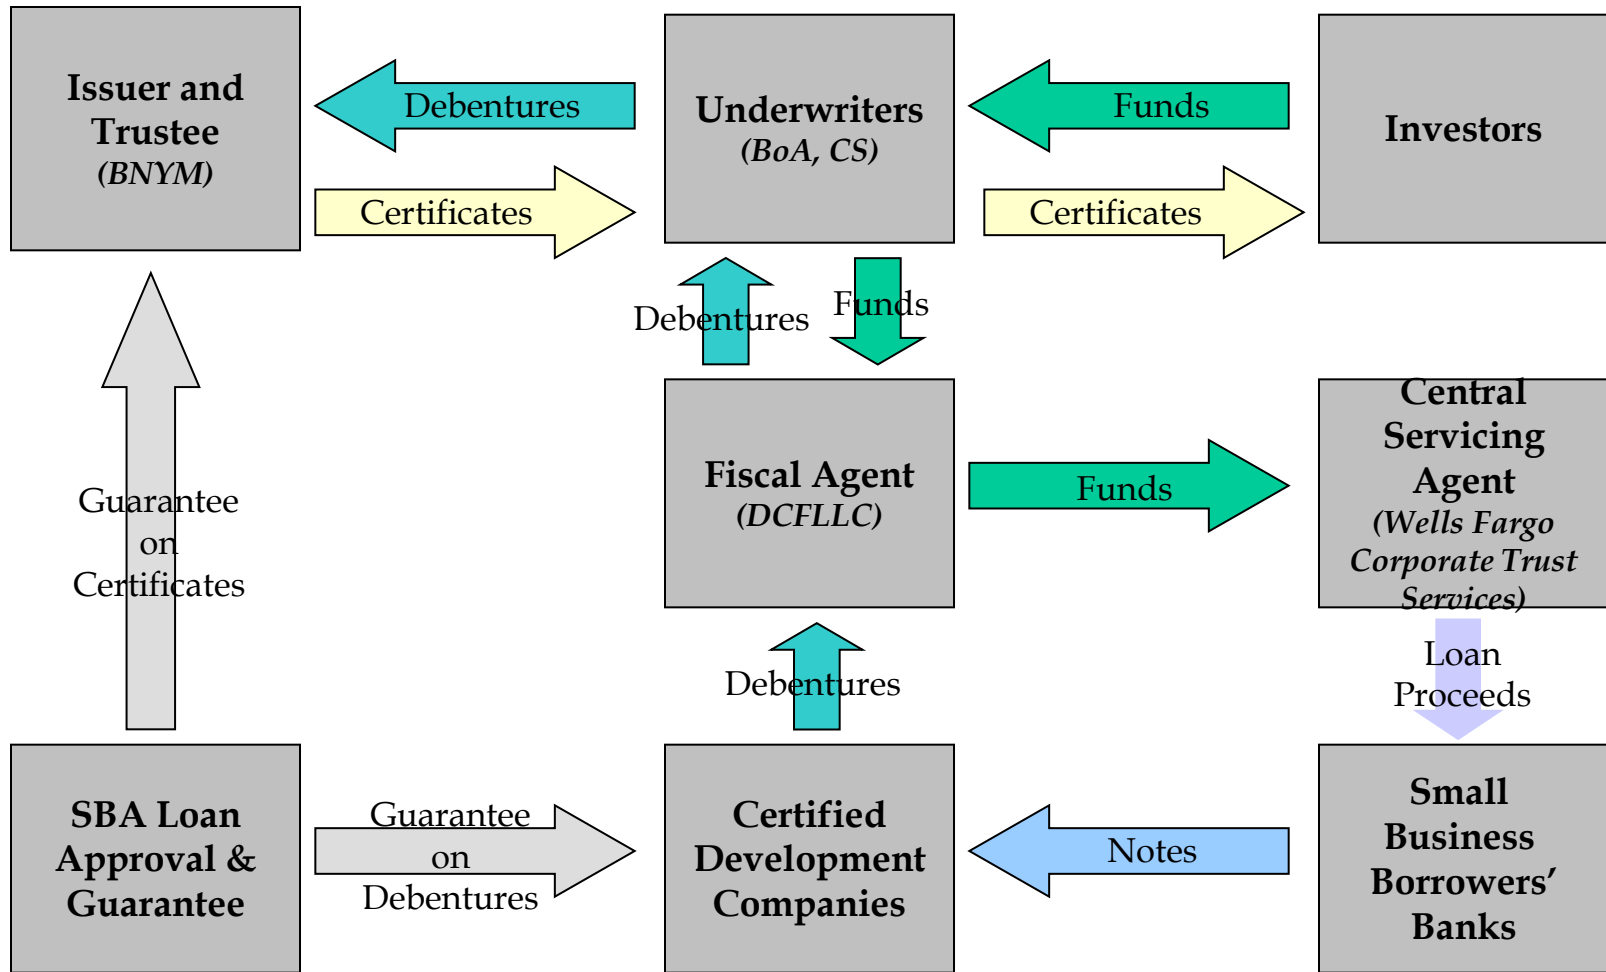 Issuer and
Trustee
(BNYM)
Debentures
Certificates
Underwriters
(BoA, CS)
Funds
Certificates
Investors
Debentures
Funds
Guarantee
on
Certificates
Fiscal Agent
(DCFLLC)
Funds
Central
Servicing
Agent
(Wells Fargo
Corporate Trust
Services)
Debentures
Loan
Proceeds
SBA Loan
Approval &
Guarantee
Guarantee
on
Debentures
Certified
Development
Companies
Notes
Small
Business
Borrowers’
Banks